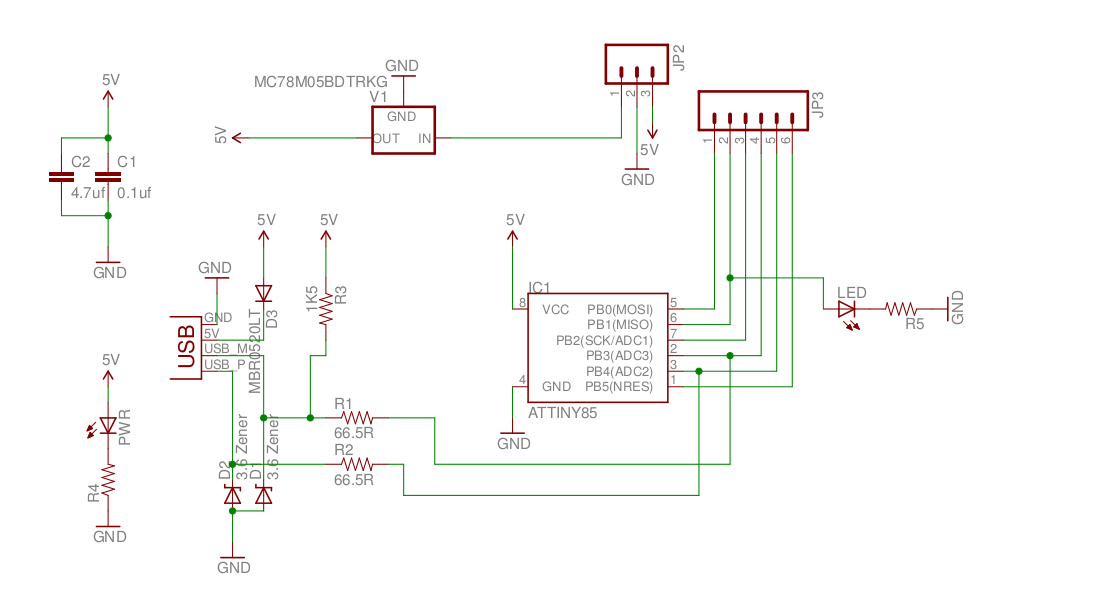 5V
C2
C1
4.7uf
0.1uf
GND
GND
MC78M05BDTRKG
V1
GND
OUT
IN
5V
JP2
1
2
3
5V
GND
JP3
1
2
3
4
5
6
5V
5V
GND
USB
GND
5V
USB_M
USB_P
MBR0520LT
D3
1K5
R3
5V
PWR
R4
GND
R1
66.5R
R2
66.5R
D2
3.6 Zener
D1
3.6 Zener
GND
5V
IC1
8
VCC
4
GND
PB0(MOSI)
5
PB1(MISO)
6
PB2(SCK/ADC1)
7
PB3(ADC3)
2
PB4(ADC2)
3
PB5(NRES)
1
ATTINY85
GND
LED
R5
GND